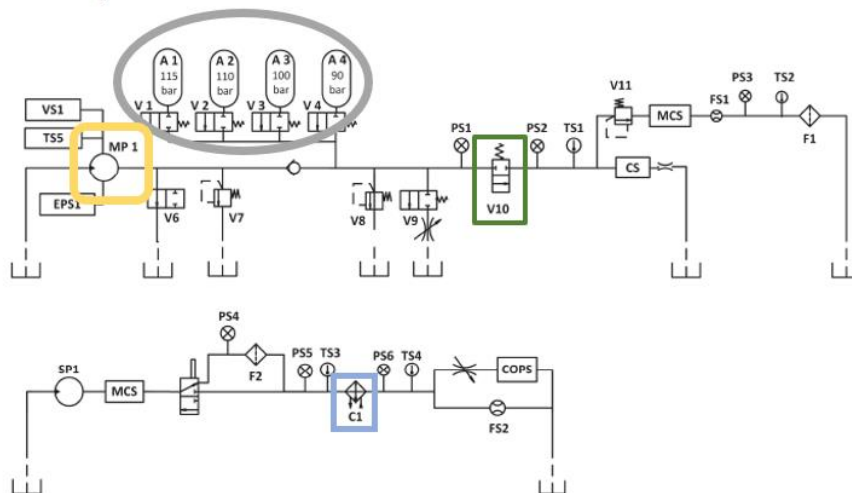 A 1 A 2 A 3 A 4
115 110 100 90
bar bar bar bar
V 1 V 2 V 3 V 4
VS1
TS5
MP 1
EPS1
V6
V7
V8
V9
PS1
V10
PS2
TS1
V11
MCS
FS1
PS3
TS2
F1
CS
SP1
MCS
PS4
F2
PS5
TS3
C1
PS6
TS4
COPS
FS2